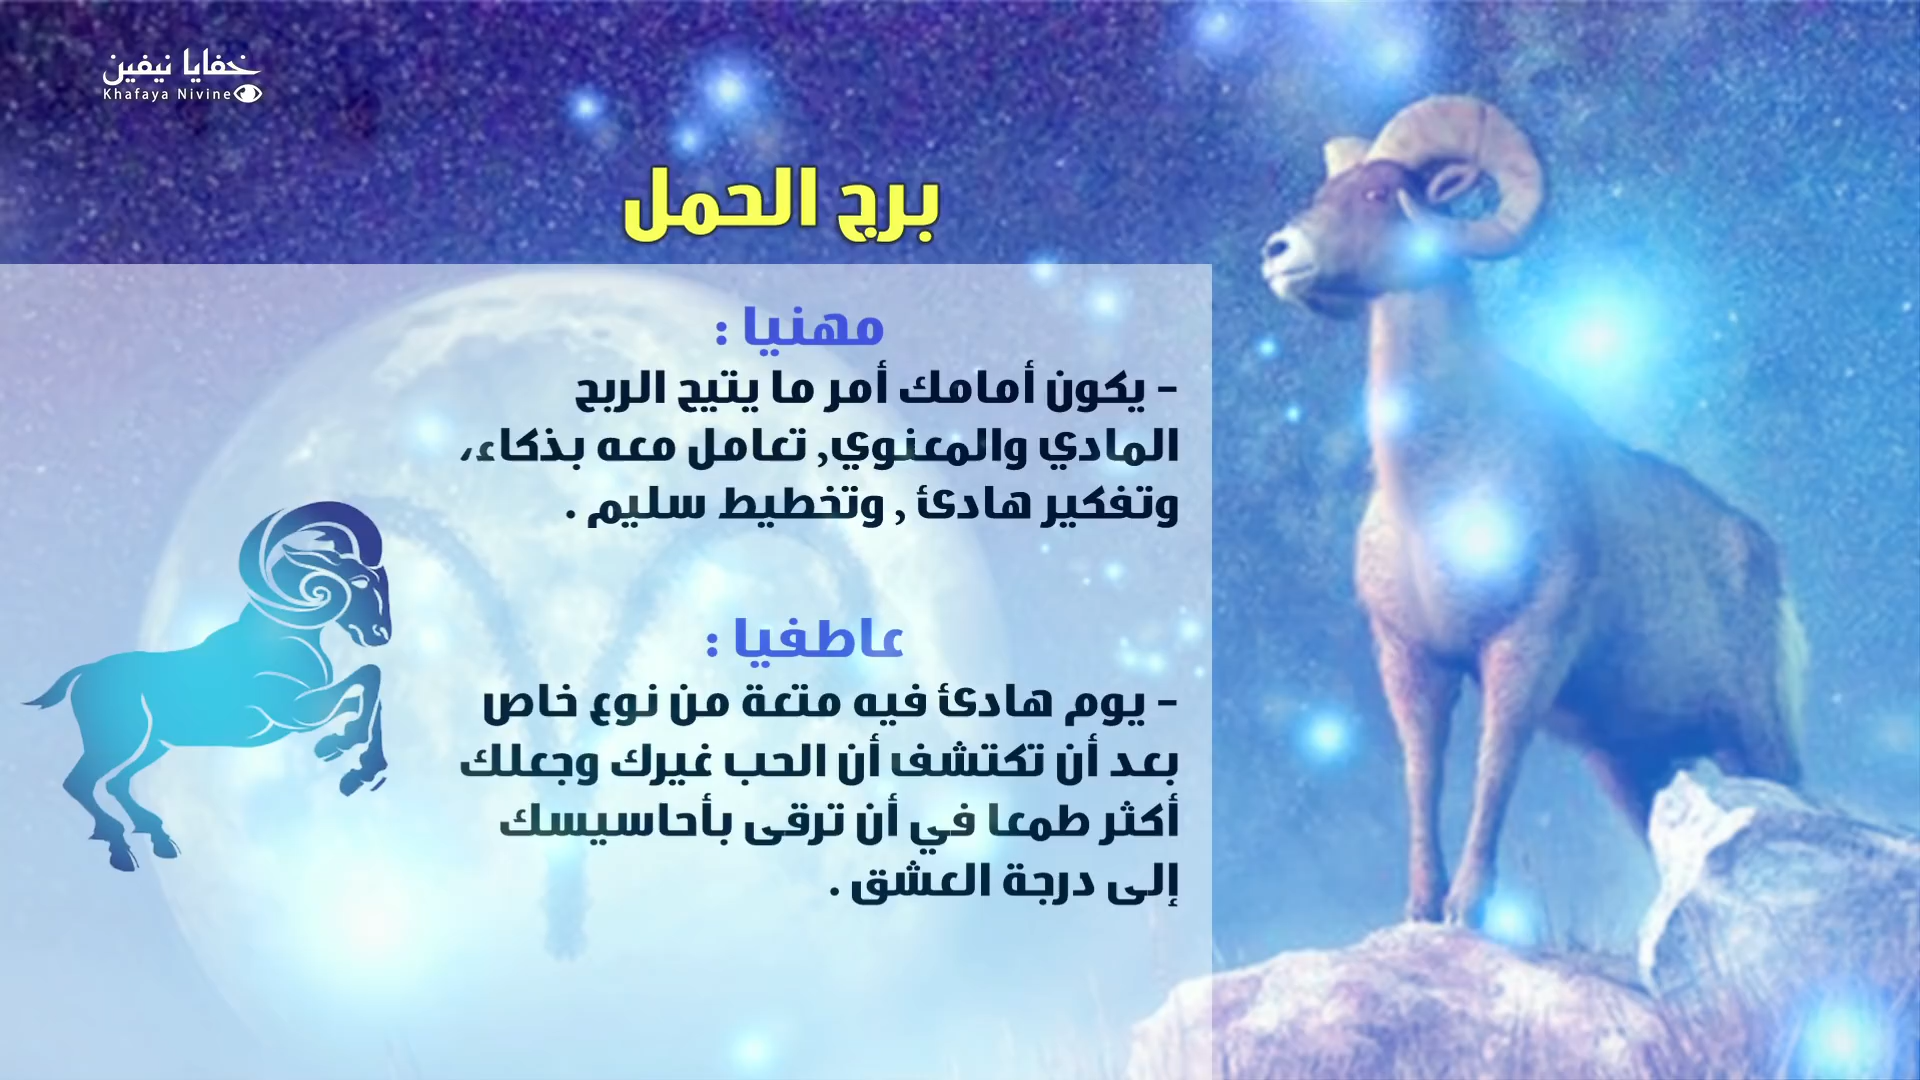 خفايا نيفين
Khafaya Nivine
برج الحمل
مهنيا :
- يكون أمامك أمر ما يتيح الربح
المادي والمعنوي, تعامل معه بذكاء،
وتفكير هادئ , وتخطيط سليم .
عاطفيا :
- يوم هادئ فيه متعة من نوع خاص
بعد أن تكتشف أن الحب غيرك وجعلك
أكثر طمعا في أن ترقى بأحاسيسك
إلى درجة العشق .